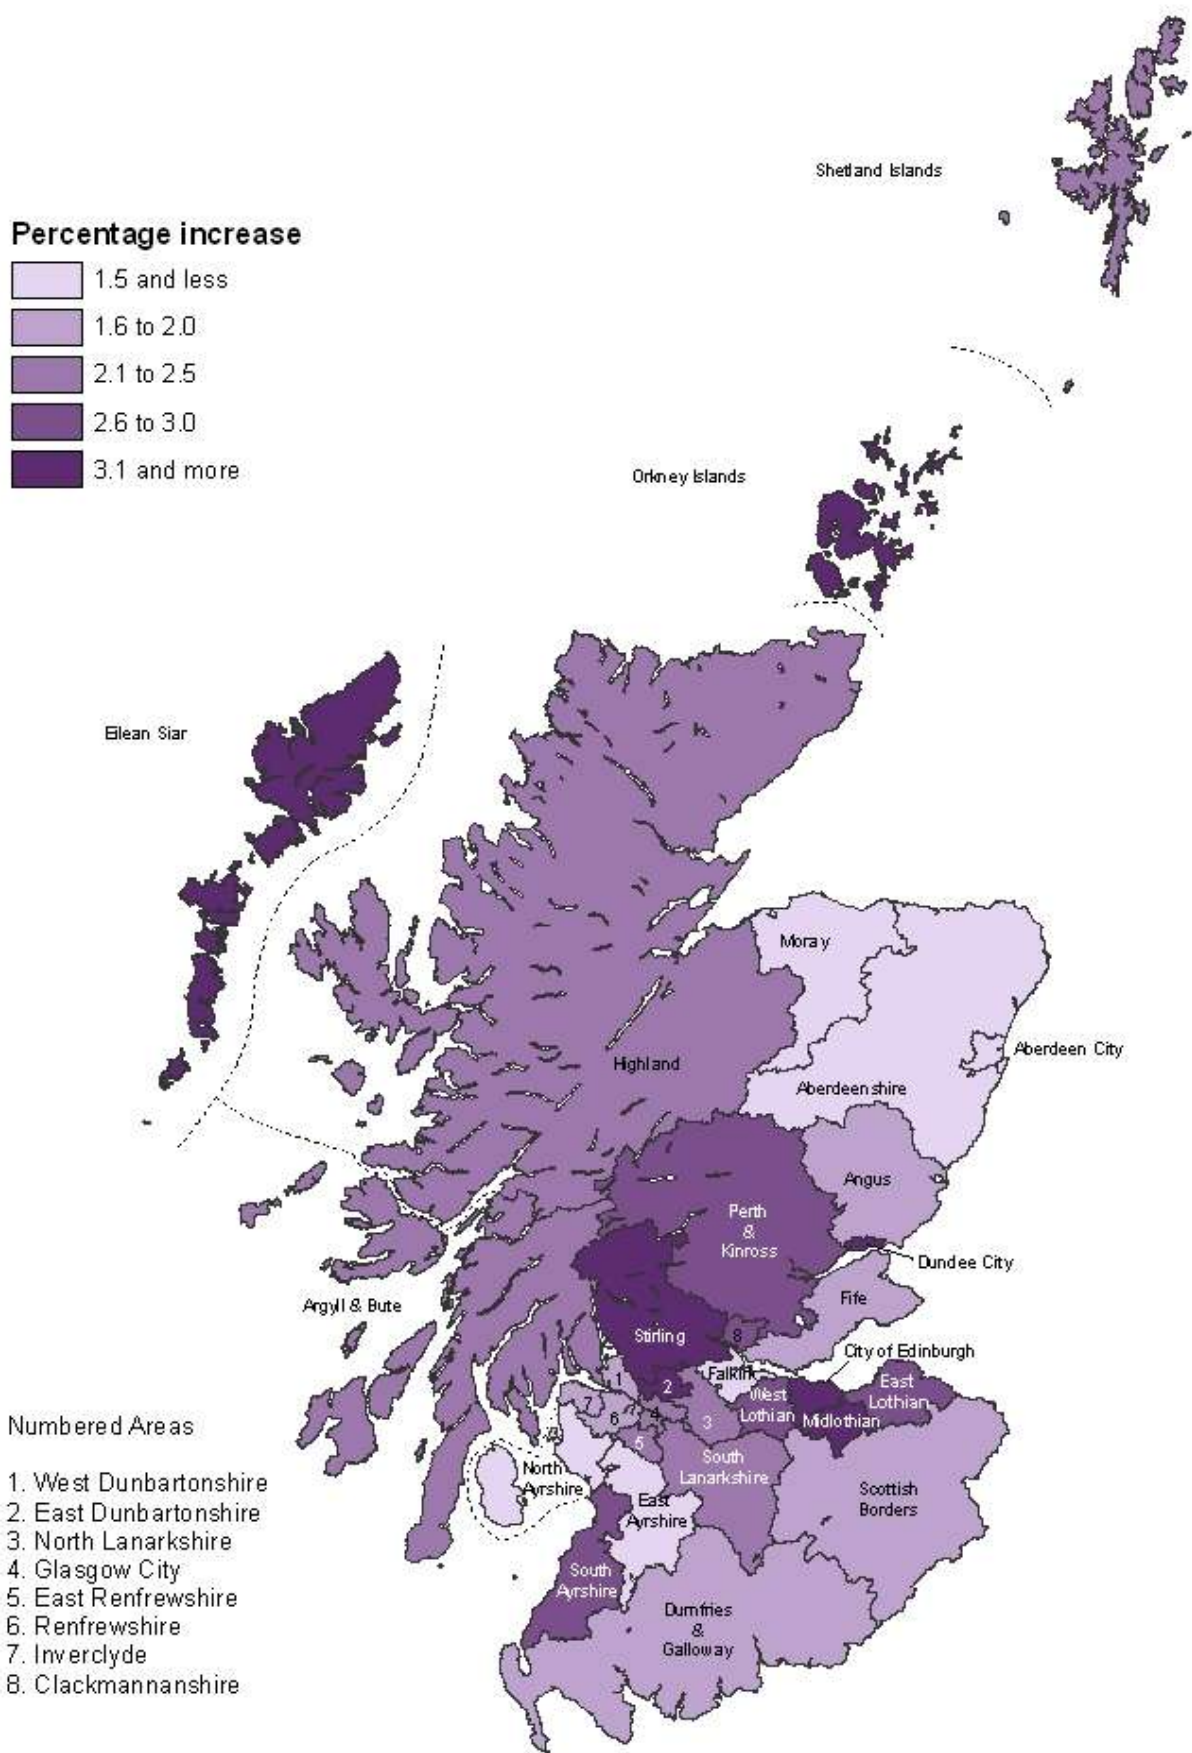 Shetland Islands
Percentage increase
1.5 and less
1.6 to 2.0
2.1 to 2.5
2.6 to 3.0
3.1 and more
Orkney Islands
Eilean Siar
Moray
Aberdeen City
Highland
Aberdeenshire
Angus
Perth
&
Kinross
Dundee City
Fife
Argyll & Bute
Stirling
8
City of Edinburgh
Falkirk
East
Lothian
1
2
West
Lothian
Midlothian
7
6
4
3
5
South
Lanarkshire
North
Ayrshire
East
Ayrshire
Scottish
Borders
South
Ayrshire
Dumfries
&
Galloway
Numbered Areas
1. West Dunbartonshire
2. East Dunbartonshire
3. North Lanarkshire
4. Glasgow City
5. East Renfrewshire
6. Renfrewshire
7. Inverclyde
8. Clackmannanshire